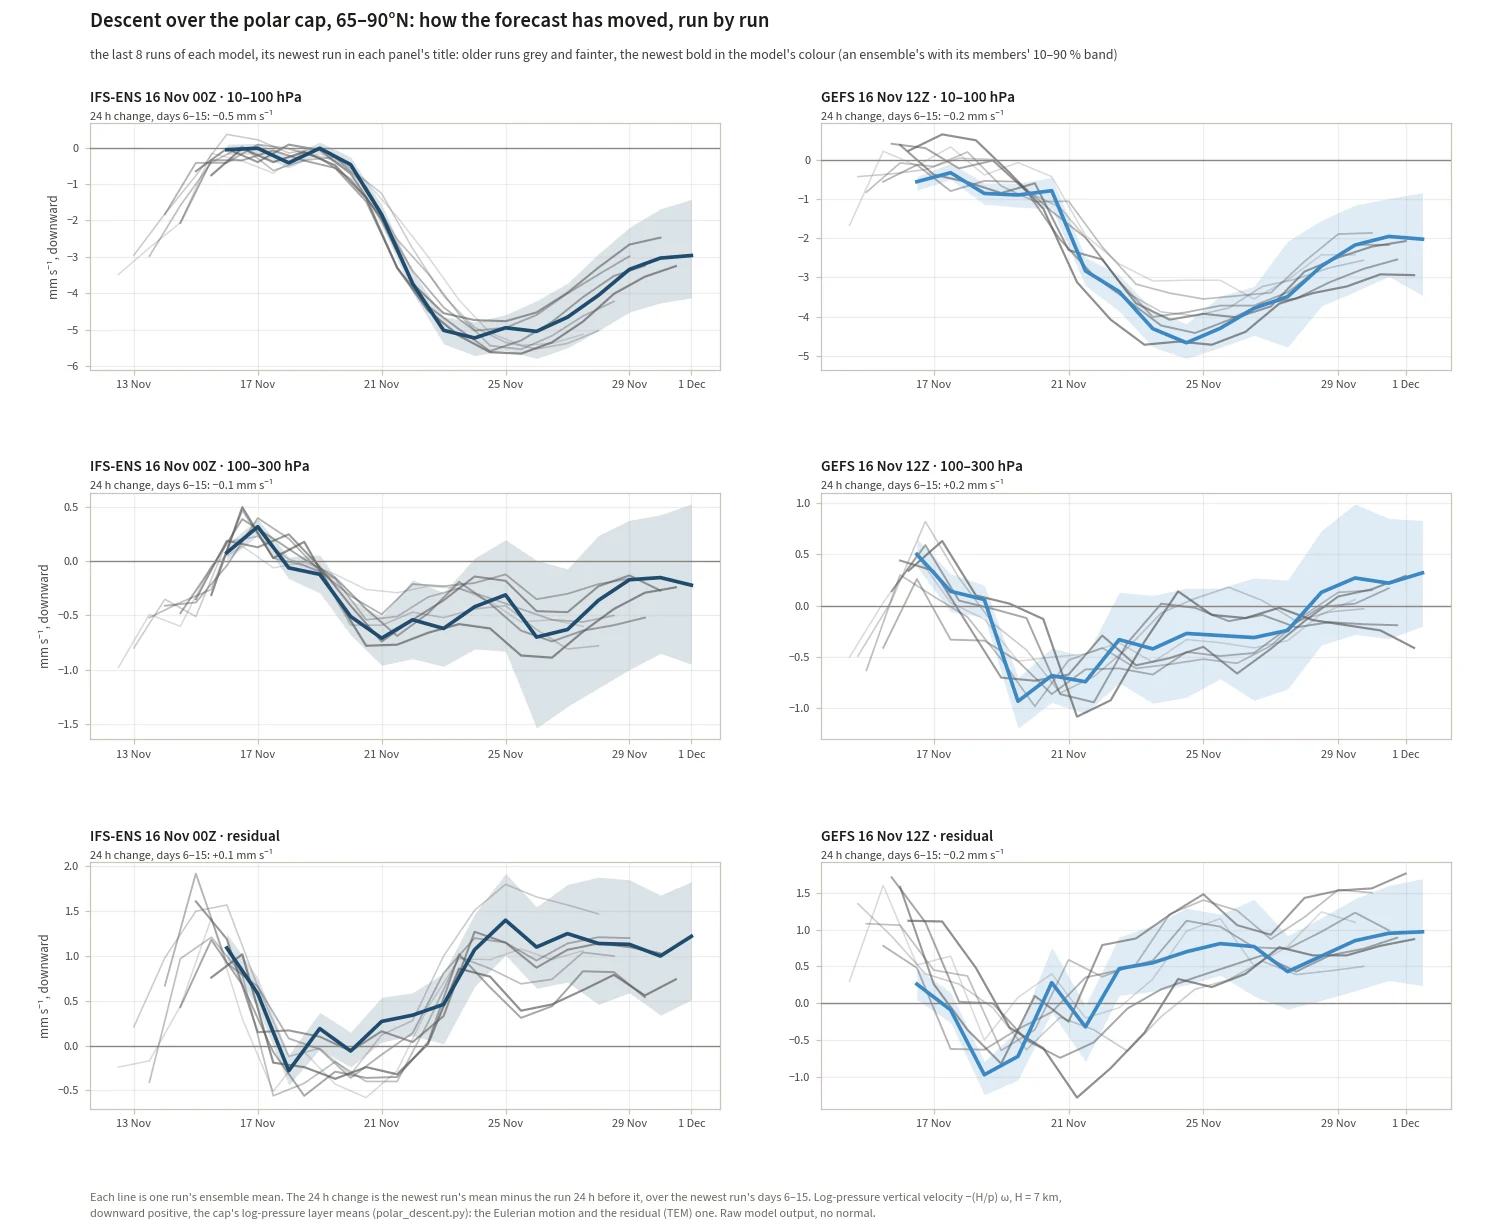 Descent over the polar cap, 65–90°N: how the forecast has moved, run by run
the last 8 runs of each model, its newest run in each panel's title: older runs grey and fainter, the newest bold in the model's colour (an ensemble's with its members' 10–90 % band)
IFS-ENS 16 Nov 00Z · 10–100 hPa
24 h change, days 6–15: −0.5 mm s⁻¹
mm s⁻¹, downward
0
−1
−2
−3
−4
−5
−6
13 Nov
17 Nov
21 Nov
25 Nov
29 Nov
1 Dec
GEFS 16 Nov 12Z · 10–100 hPa
24 h change, days 6–15: −0.2 mm s⁻¹
0
−1
−2
−3
−4
−5
17 Nov
21 Nov
25 Nov
29 Nov
1 Dec
IFS-ENS 16 Nov 00Z · 100–300 hPa
24 h change, days 6–15: −0.1 mm s⁻¹
mm s⁻¹, downward
0.5
0.0
−0.5
−1.0
−1.5
13 Nov
17 Nov
21 Nov
25 Nov
29 Nov
1 Dec
GEFS 16 Nov 12Z · 100–300 hPa
24 h change, days 6–15: +0.2 mm s⁻¹
1.0
0.5
0.0
−0.5
−1.0
17 Nov
21 Nov
25 Nov
29 Nov
1 Dec
IFS-ENS 16 Nov 00Z · residual
24 h change, days 6–15: +0.1 mm s⁻¹
mm s⁻¹, downward
2.0
1.5
1.0
0.5
0.0
−0.5
13 Nov
17 Nov
21 Nov
25 Nov
29 Nov
1 Dec
GEFS 16 Nov 12Z · residual
24 h change, days 6–15: −0.2 mm s⁻¹
1.5
1.0
0.5
0.0
−0.5
−1.0
17 Nov
21 Nov
25 Nov
29 Nov
1 Dec
Each line is one run's ensemble mean. The 24 h change is the newest run's mean minus the run 24 h before it, over the newest run's days 6–15. Log-pressure vertical velocity −(H/p) ω, H = 7 km,
downward positive, the cap's log-pressure layer means (polar_descent.py): the Eulerian motion and the residual (TEM) one. Raw model output, no normal.